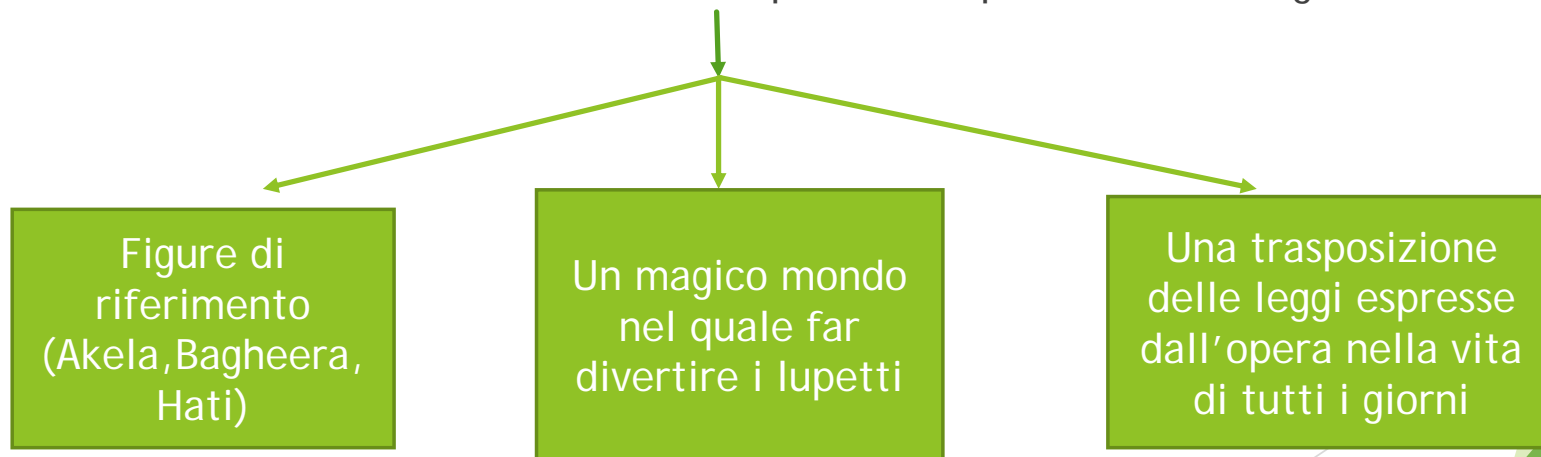 Figure di
riferimento
(Akela,Bagheera,
Hati)
Un magico mondo
nel quale far
divertire i lupetti
Una trasposizione
delle leggi espresse
dall'opera nella vita
di tutti i giorni